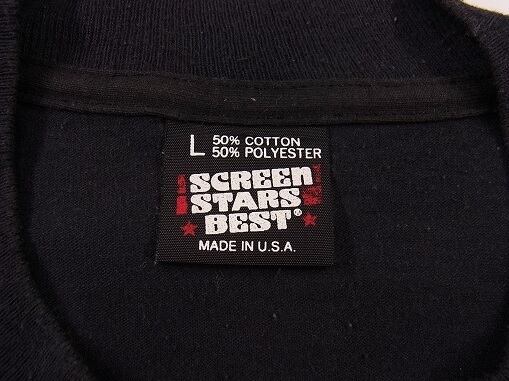 L 50% COTTON
50% POLYESTER
SCREEN
STARS
BEST®
MADE IN U.S.A.